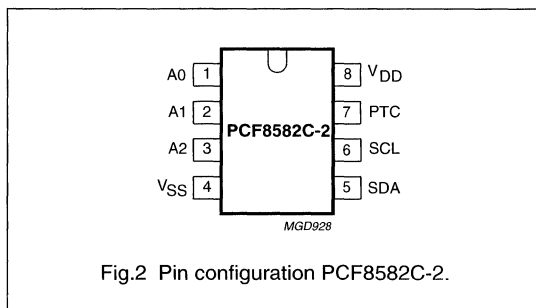 A0 1 8 VDD
A1 2 7 PTC
PCF8582C-2
A2 3 6 SCL
VSS 4 5 SDA
MGD928
Fig.2 Pin configuration PCF8582C-2.